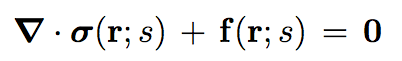 ∇ · σ(r; s) + f(r; s) = 0